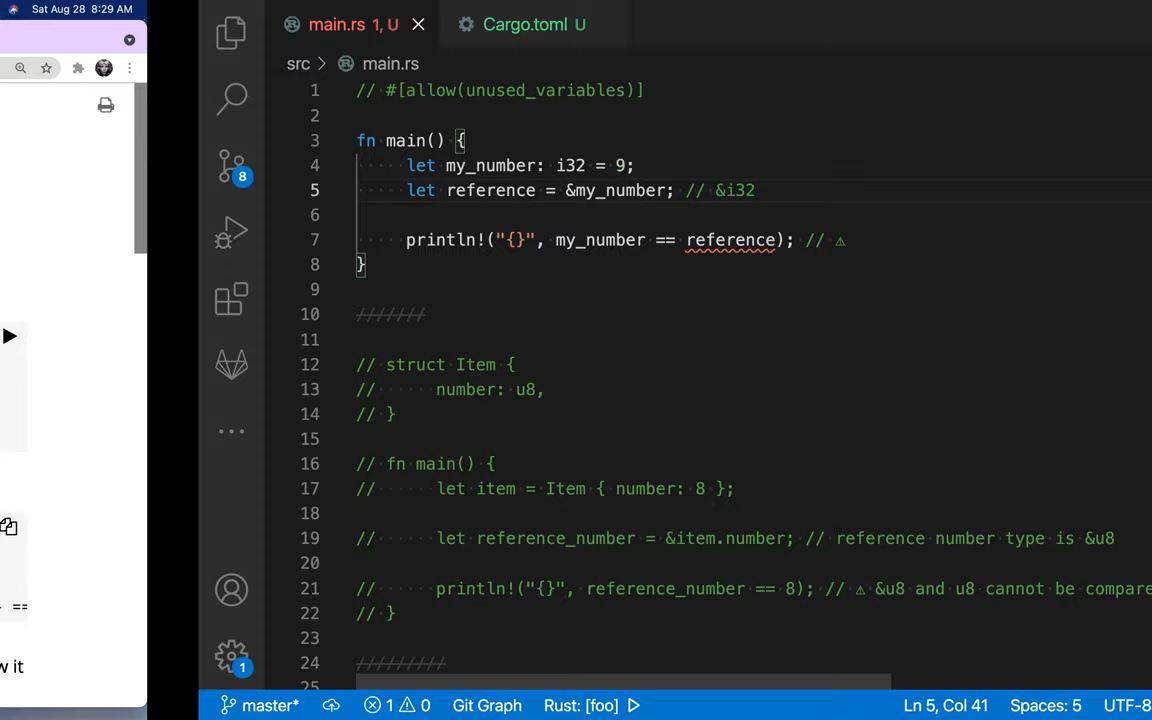 Sat Aug 28 8:29 AM
w it
==
main.rs 1, U
Cargo.toml U
src > main.rs
1 // #[allow(unused_variables)]
2
3 fn main() {
4 let my_number: i32 = 9;
5 let reference = &my_number; // &i32
6
7 println!("{}", my_number == reference); // ⚠
8 }
9
10 ///////
11
12 // struct Item {
13 // number: u8,
14 // }
15
16 // fn main() {
17 // let item = Item { number: 8 };
18
19 // let reference_number = &item.number; // reference number type is &u8
20
21 // println!("{}", reference_number == 8); // ⚠ &u8 and u8 cannot be compare
22 // }
23
24 /////////
25
8
1
master* 1 0 Git Graph Rust: [foo] Ln 5, Col 41 Spaces: 5 UTF-8